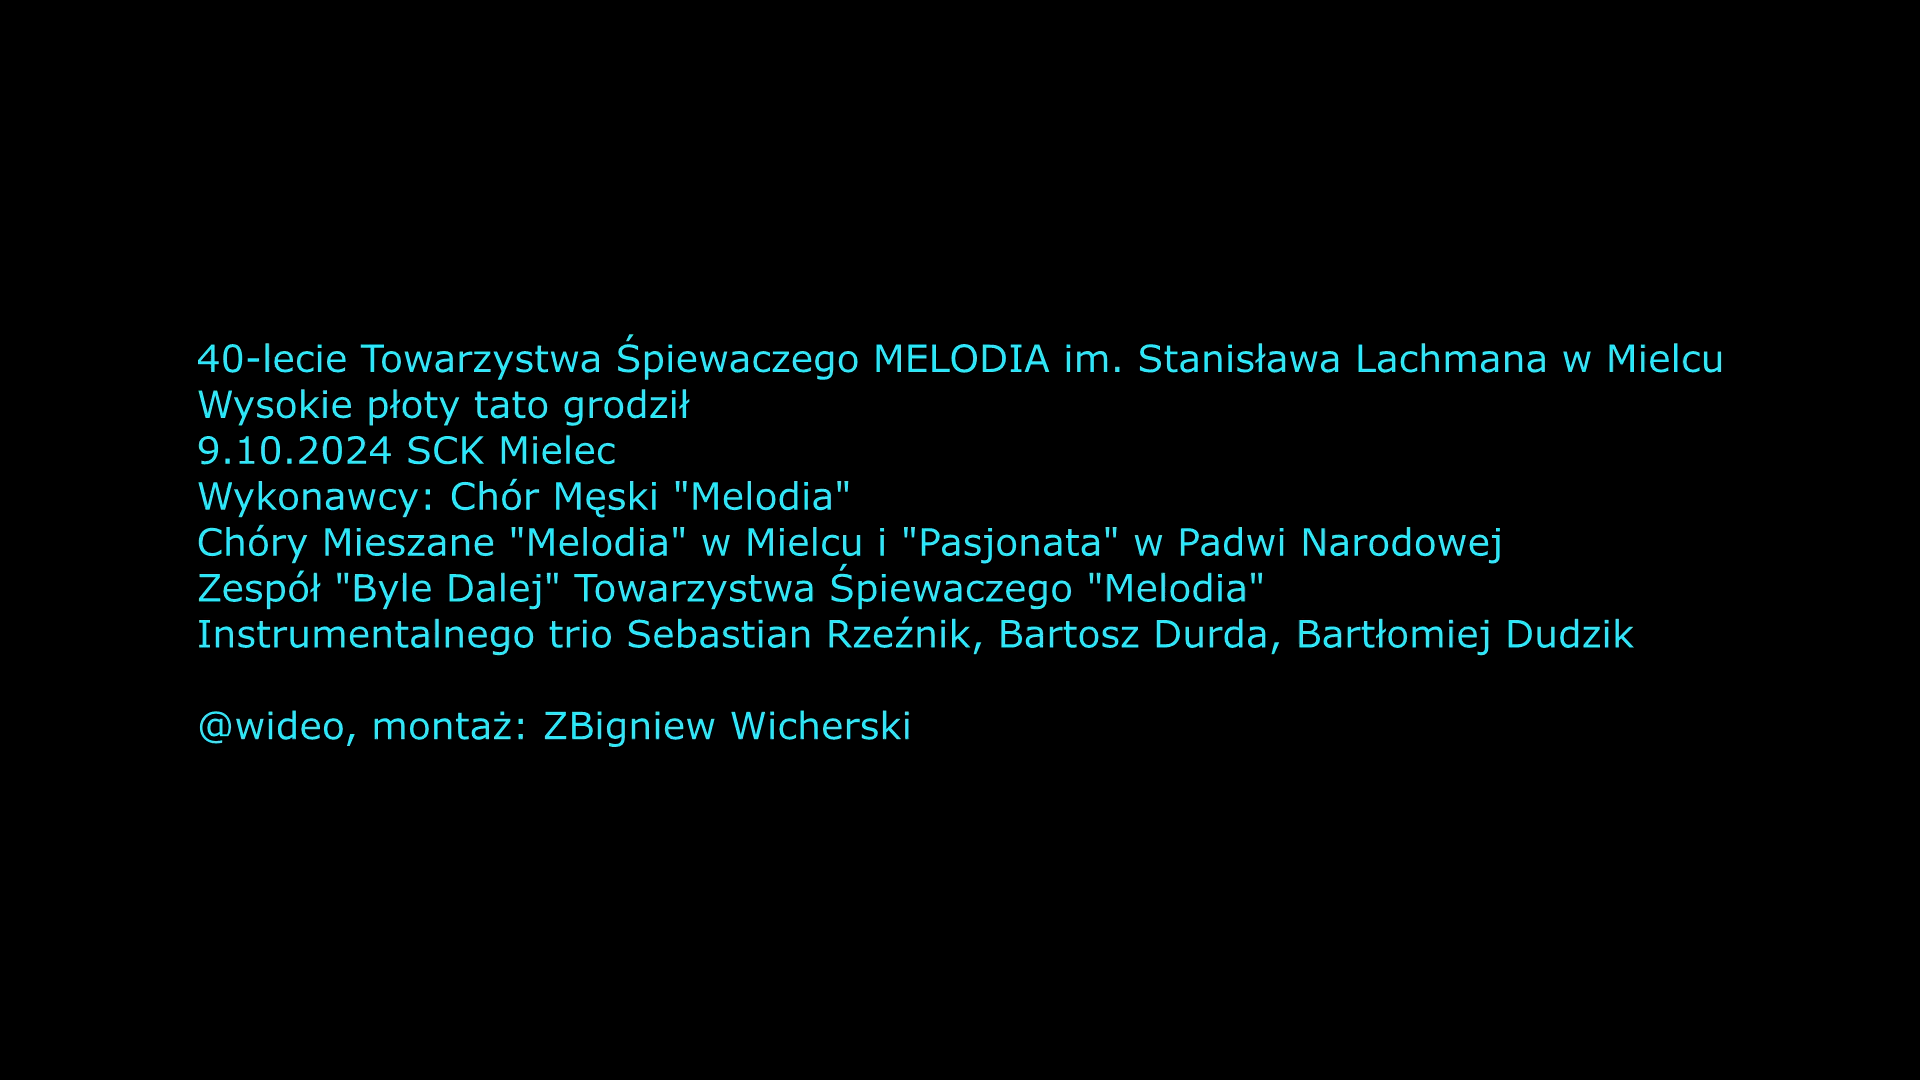 40-lecie Towarzystwa Śpiewaczego MELODIA im. Stanisława Lachmana w Mielcu
Wysokie płoty tato grodził
9.10.2024 SCK Mielec
Wykonawcy: Chór Męski "Melodia"
Chóry Mieszane "Melodia" w Mielcu i "Pasjonata" w Padwi Narodowej
Zespół "Byle Dalej" Towarzystwa Śpiewaczego "Melodia"
Instrumentalnego trio Sebastian Rzeźnik, Bartosz Durda, Bartłomiej Dudzik
@wideo, montaż: ZBigniew Wicherski